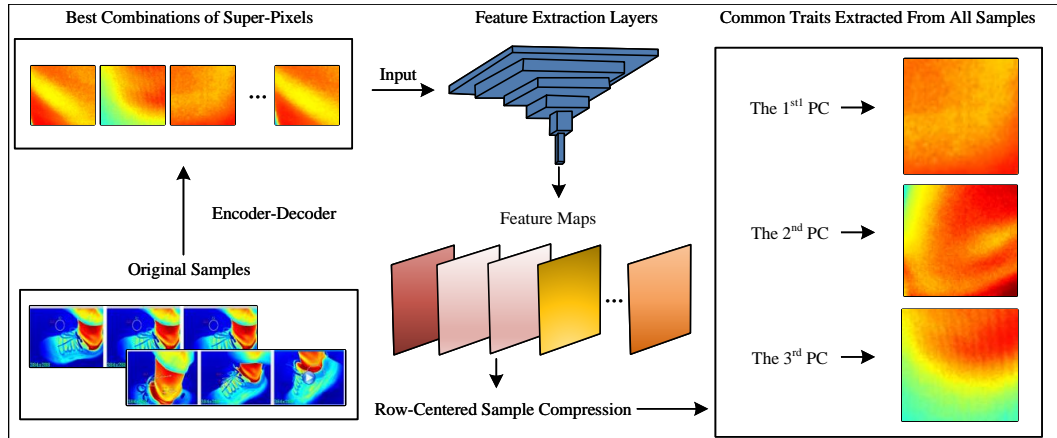 Best Combinations of Super-Pixels
Feature Extraction Layers
Common Traits Extracted From All Samples
...
Input
The 1st1 PC
Encoder-Decoder
Feature Maps
The 2nd PC
Original Samples
...
The 3rd PC
Row-Centered Sample Compression